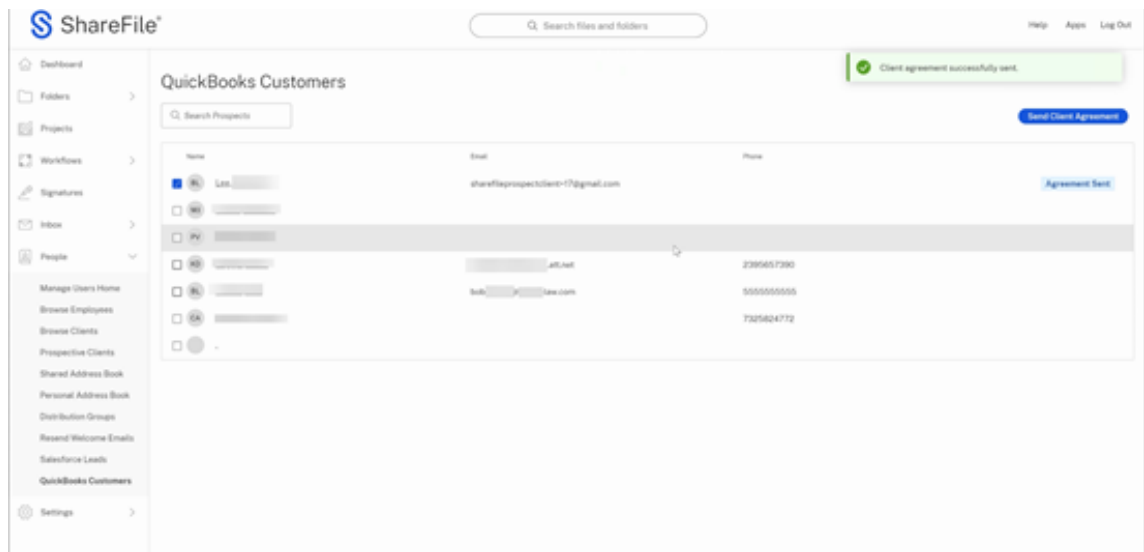 ShareFile
Search files and folders
Help Apps Log Out
Dashboard
Folders
Projects
Workflows
Signatures
Inbox
People
Manage Users Home
Browse Employees
Browse Clients
Prospective Clients
Shared Address Book
Personal Address Book
Distribution Groups
Resend Welcome Emails
Salesforce Leads
QuickBooks Customers
Settings
Client agreement successfully sent.
QuickBooks Customers
Search Prospects
Send Client Agreement
Name Email Phone
BL sharefileprospectclient+17@gmail.com Agreement Sent
PV
.att.net 2395657390
BL bob law.com 5555555555
CA 7325824772